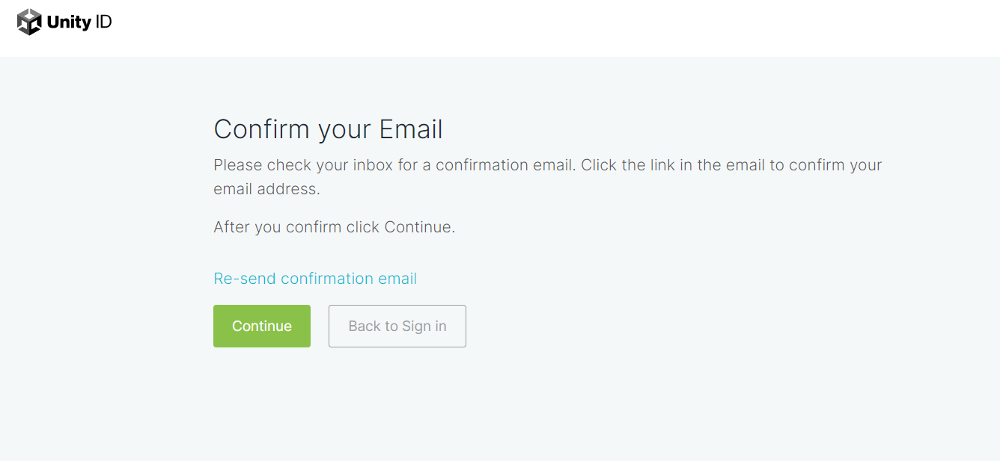 Unity ID
Confirm your Email
Please check your inbox for a confirmation email. Click the link in the email to confirm your
email address.
After you confirm click Continue.
Re-send confirmation email
Continue
Back to Sign in